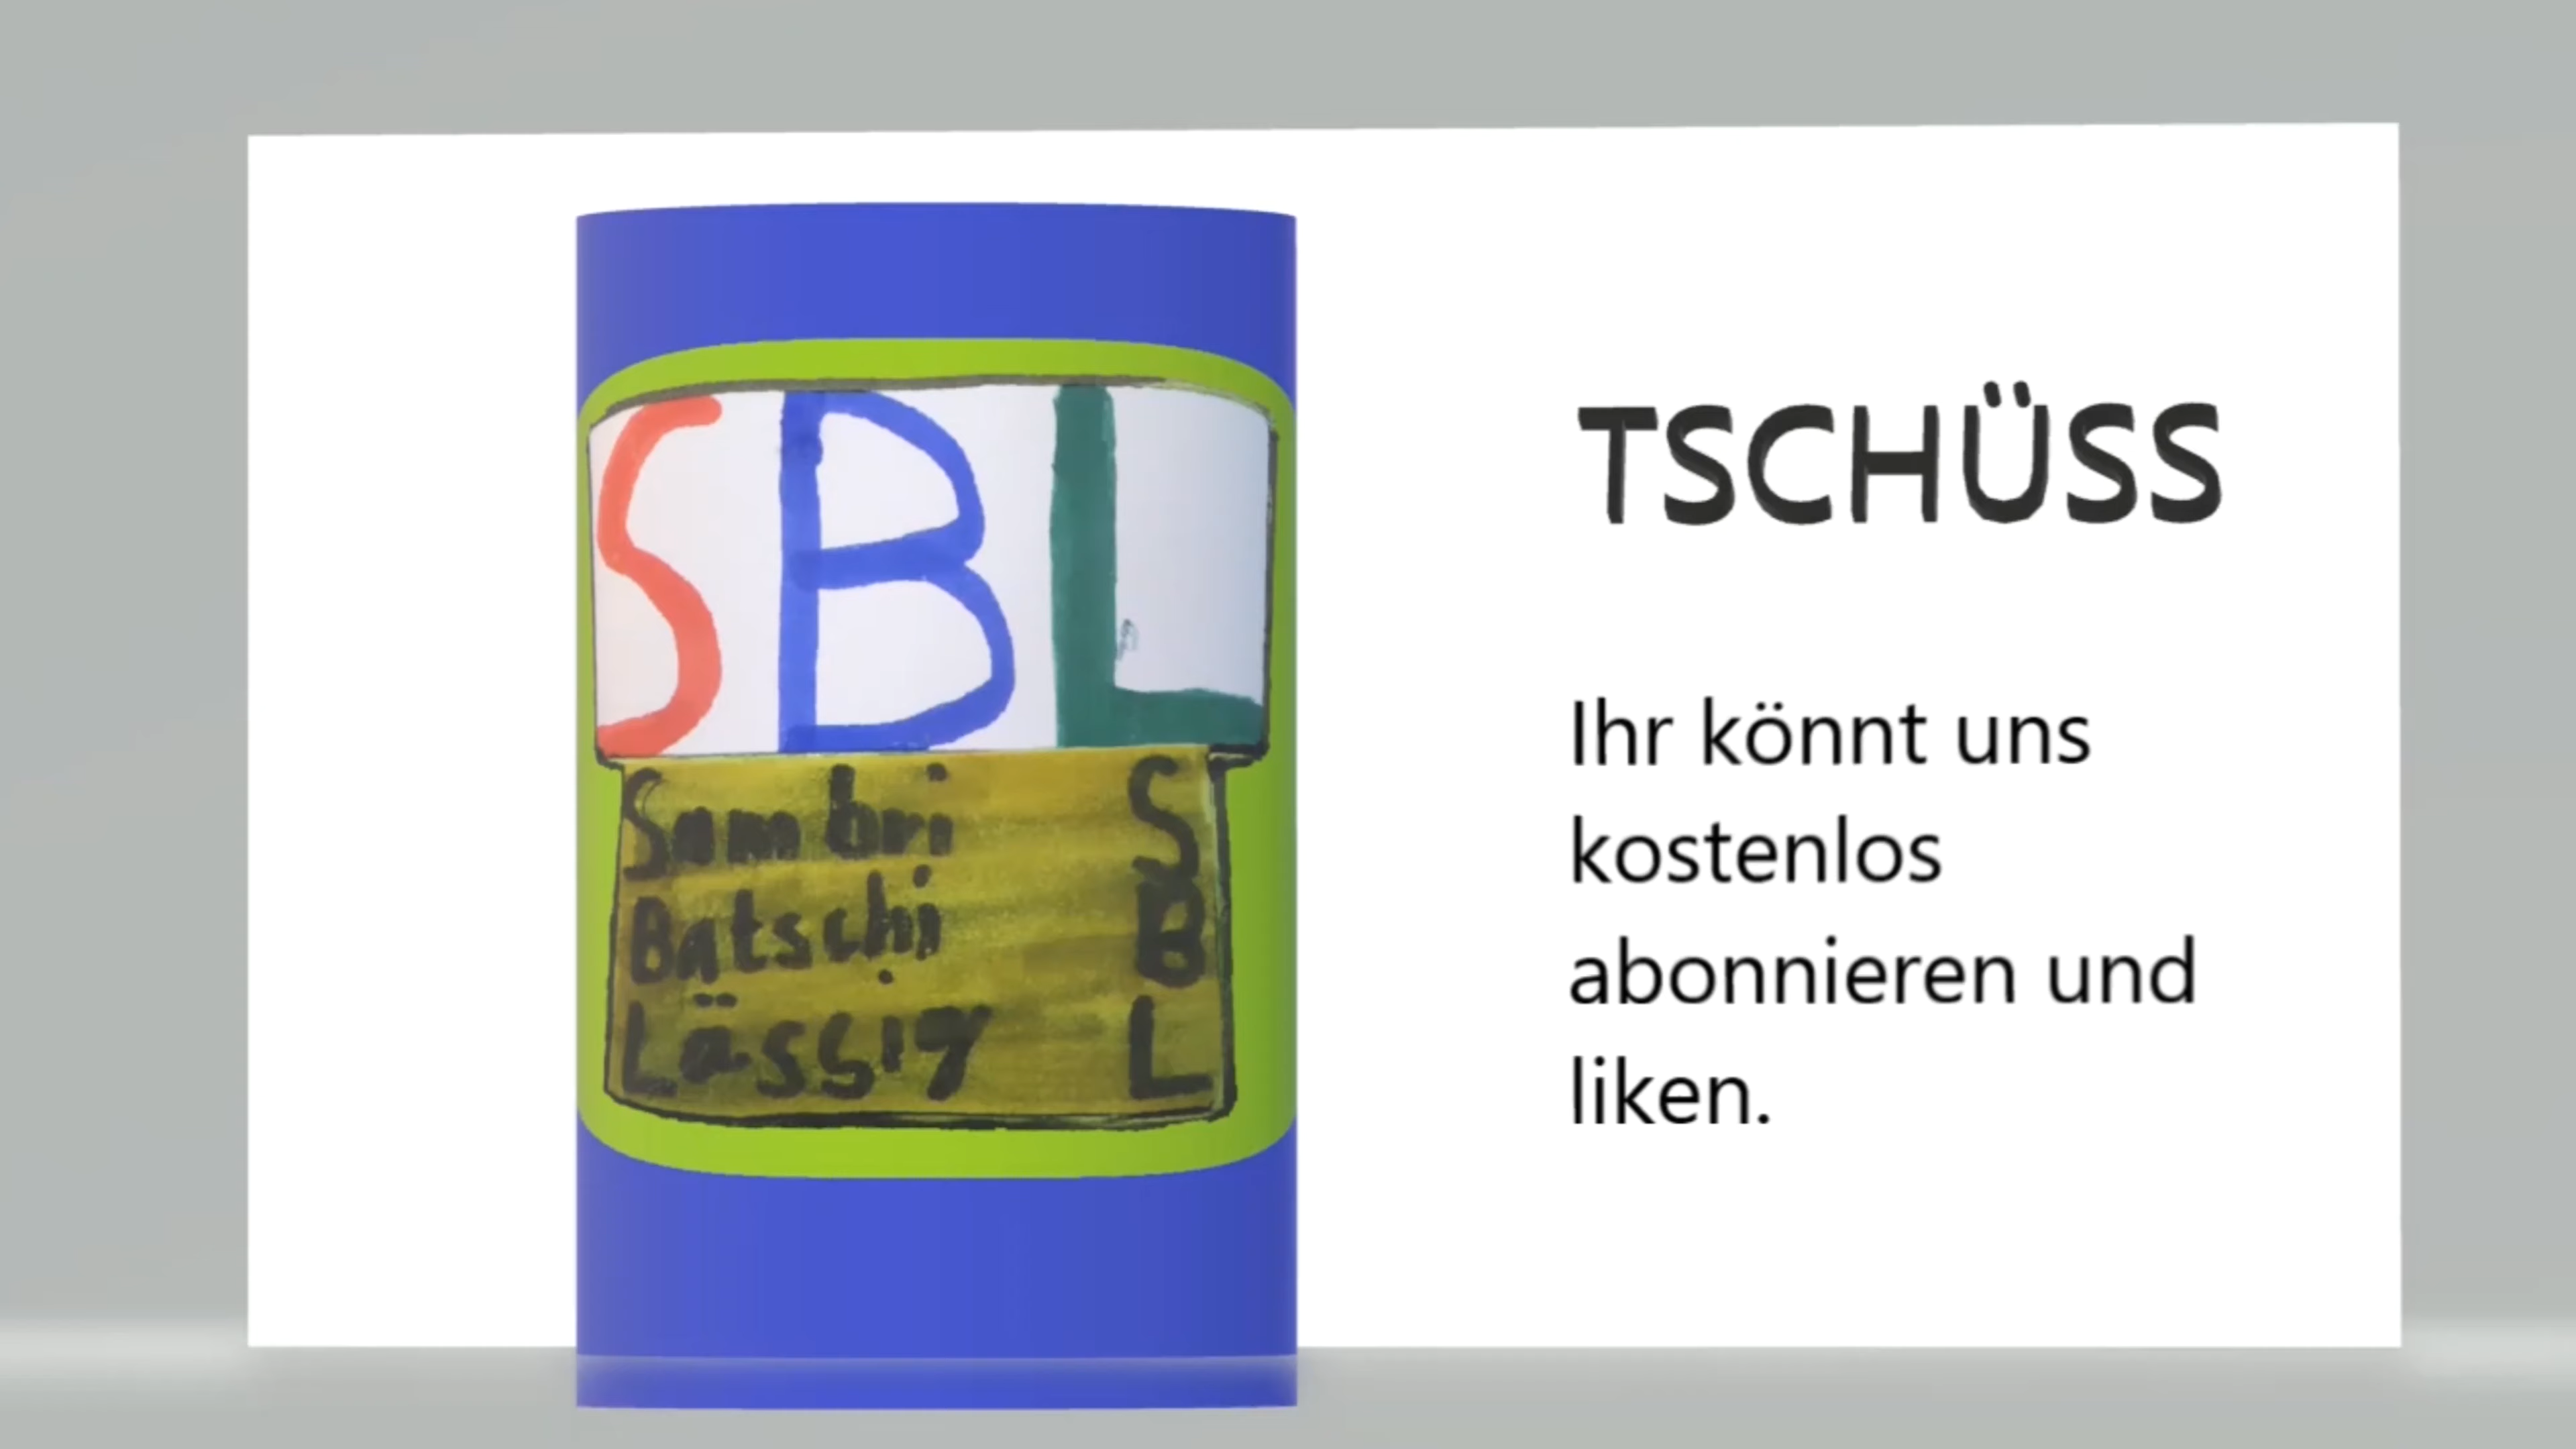 SBL
Sambri S
Batschi B
Lässig L
TSCHÜSS
Ihr könnt uns
kostenlos
abonnieren und
liken.